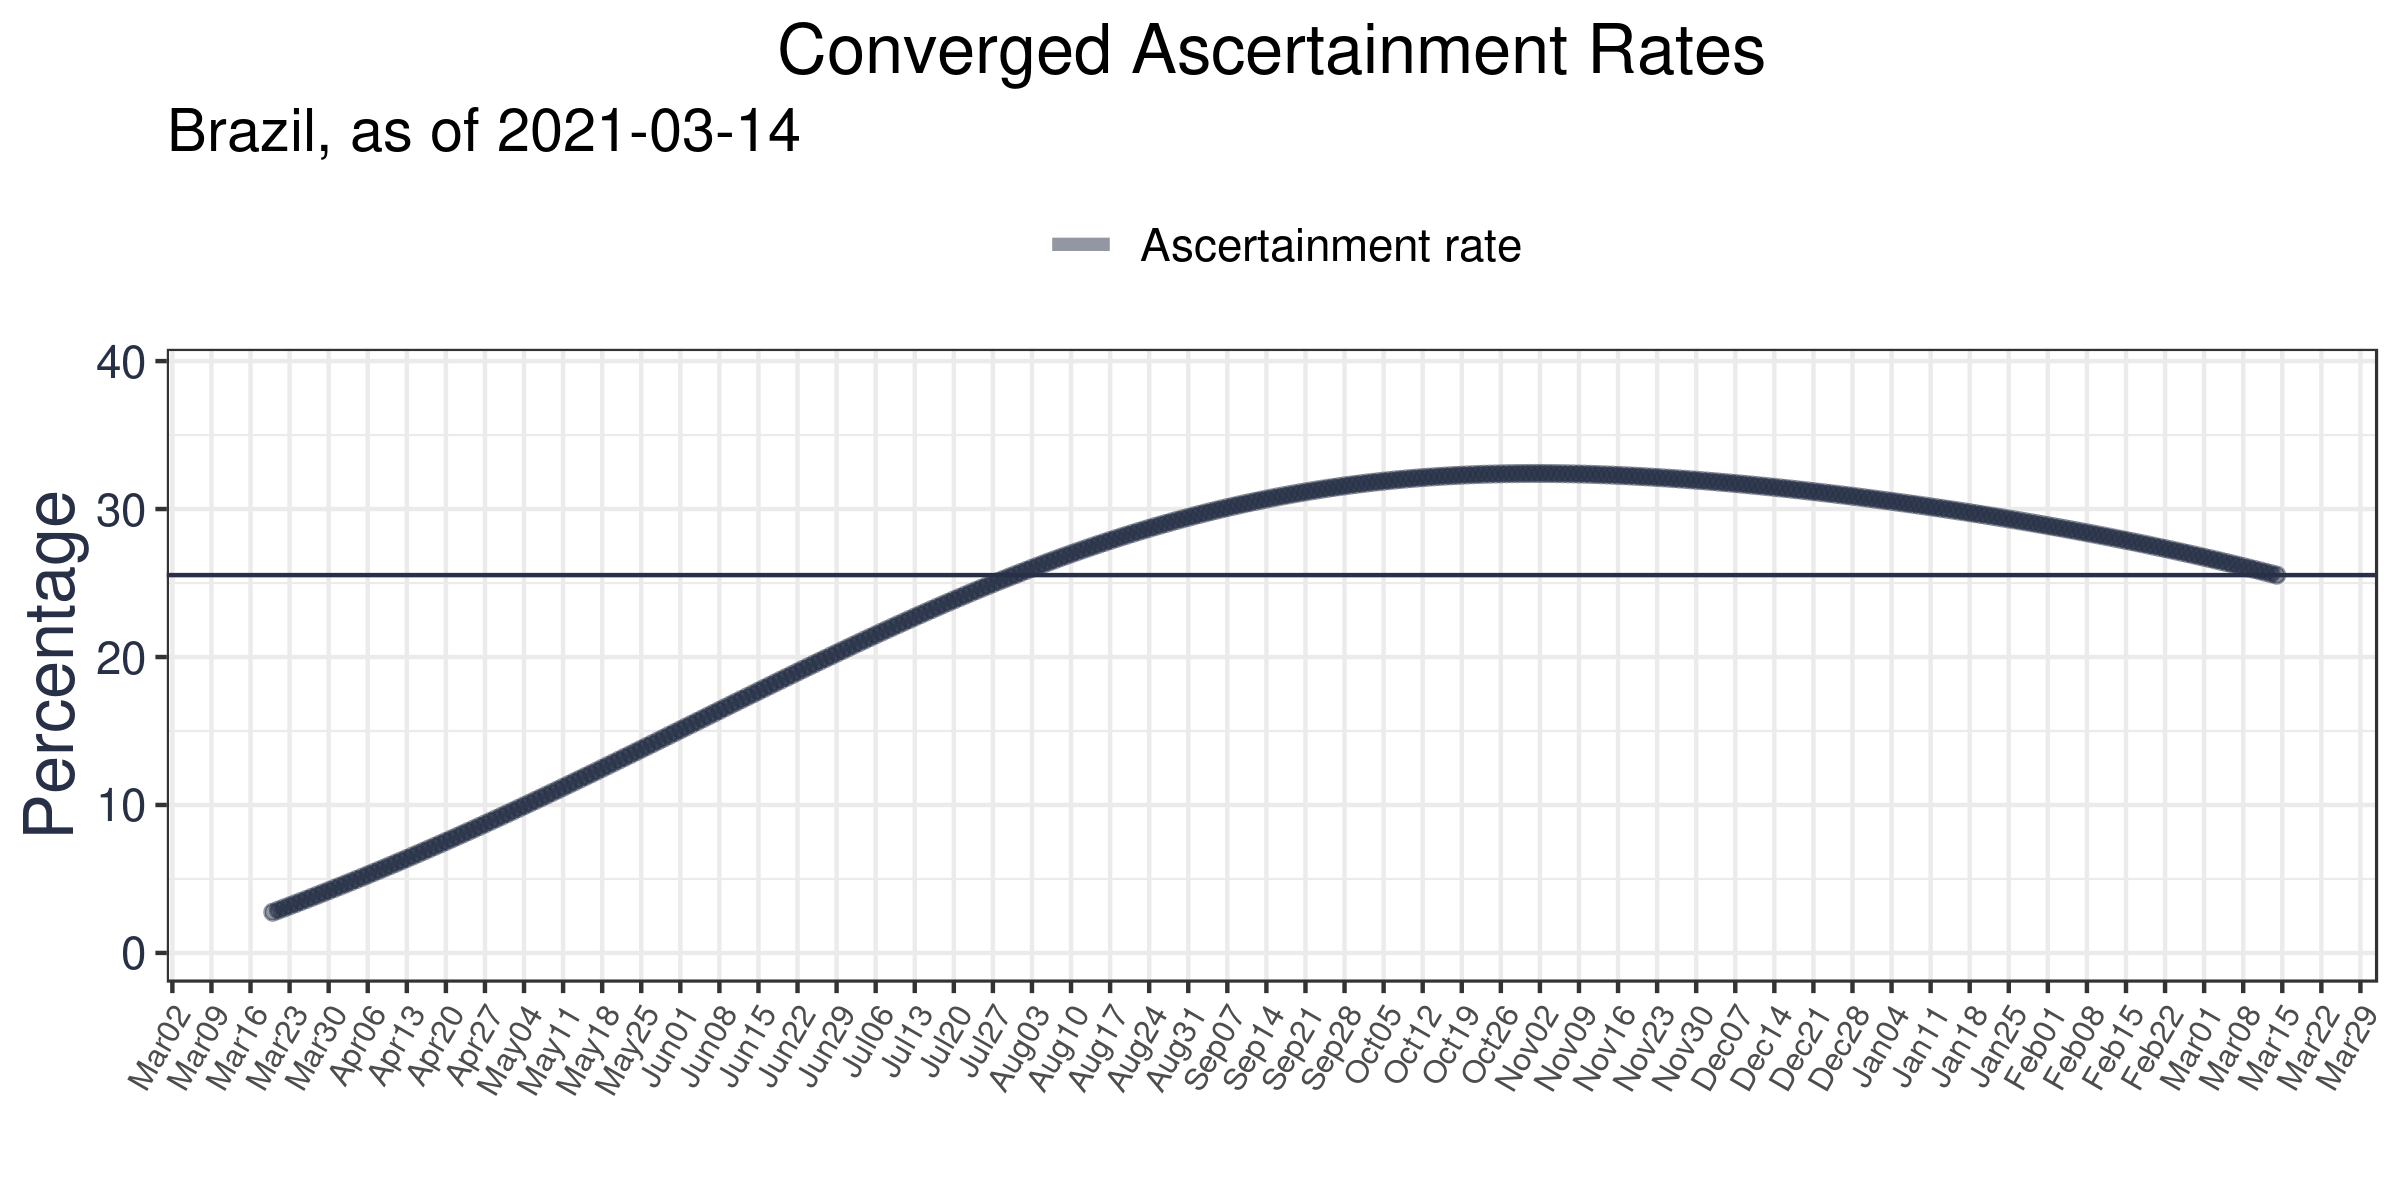 Converged Ascertainment Rates
Brazil, as of 2021-03-14
Ascertainment rate
Percentage
40
30
20
10
0
Mar02
Mar09
Mar16
Mar23
Mar30
Apr06
Apr13
Apr20
Apr27
May04
May11
May18
May25
Jun01
Jun08
Jun15
Jun22
Jun29
Jul06
Jul13
Jul20
Jul27
Aug03
Aug10
Aug17
Aug24
Aug31
Sep07
Sep14
Sep21
Sep28
Oct05
Oct12
Oct19
Oct26
Nov02
Nov09
Nov16
Nov23
Nov30
Dec07
Dec14
Dec21
Dec28
Jan04
Jan11
Jan18
Jan25
Feb01
Feb08
Feb15
Feb22
Mar01
Mar08
Mar15
Mar22
Mar29